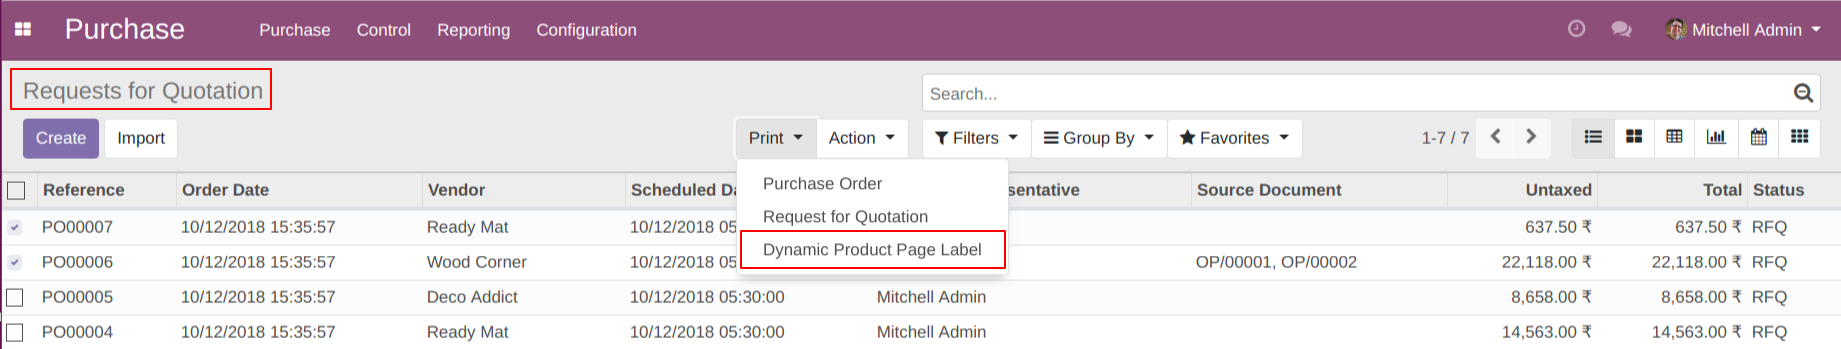 Purchase Purchase Control Reporting Configuration Mitchell Admin
Requests for Quotation Search...
Create Import Print Action Filters Group By Favorites 1-7 / 7
Reference Order Date Vendor Scheduled Da sentative Source Document Untaxed Total Status
Purchase Order
Request for Quotation
Dynamic Product Page Label
PO00007 10/12/2018 15:35:57 Ready Mat 10/12/2018 05 637.50 ₹ 637.50 ₹ RFQ
PO00006 10/12/2018 15:35:57 Wood Corner 10/12/2018 05 OP/00001, OP/00002 22,118.00 ₹ 22,118.00 ₹ RFQ
PO00005 10/12/2018 15:35:57 Deco Addict 10/12/2018 05:30:00 Mitchell Admin 8,658.00 ₹ 8,658.00 ₹ RFQ
PO00004 10/12/2018 15:35:57 Ready Mat 10/12/2018 05:30:00 Mitchell Admin 14,563.00 ₹ 14,563.00 ₹ RFQ